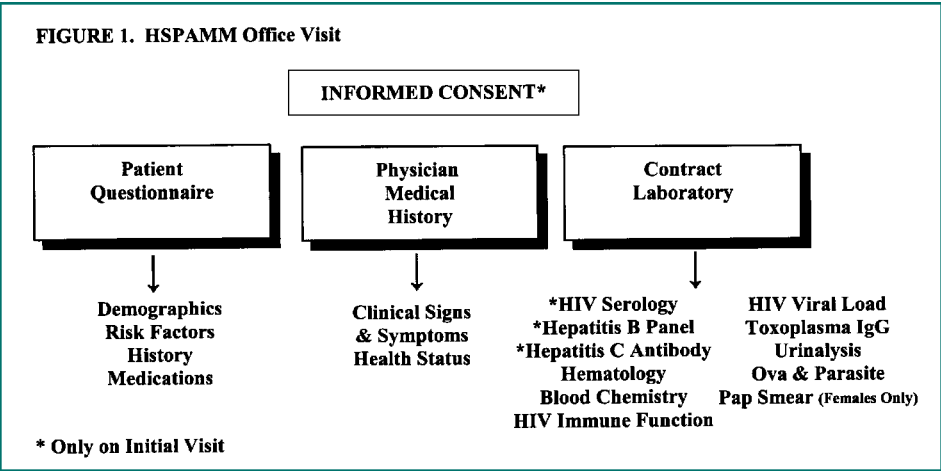 FIGURE 1. HSPAMM Office Visit
INFORMED CONSENT*
Patient
Questionnaire
Physician
Medical
History
Contract
Laboratory
Demographics
Risk Factors
History
Medications
Clinical Signs
& Symptoms
Health Status
*HIV Serology
*Hepatitis B Panel
*Hepatitis C Antibody
Hematology
Blood Chemistry
HIV Immune Function
HIV Viral Load
Toxoplasma IgG
Urinalysis
Ova & Parasite
Pap Smear (Females Only)
* Only on Initial Visit